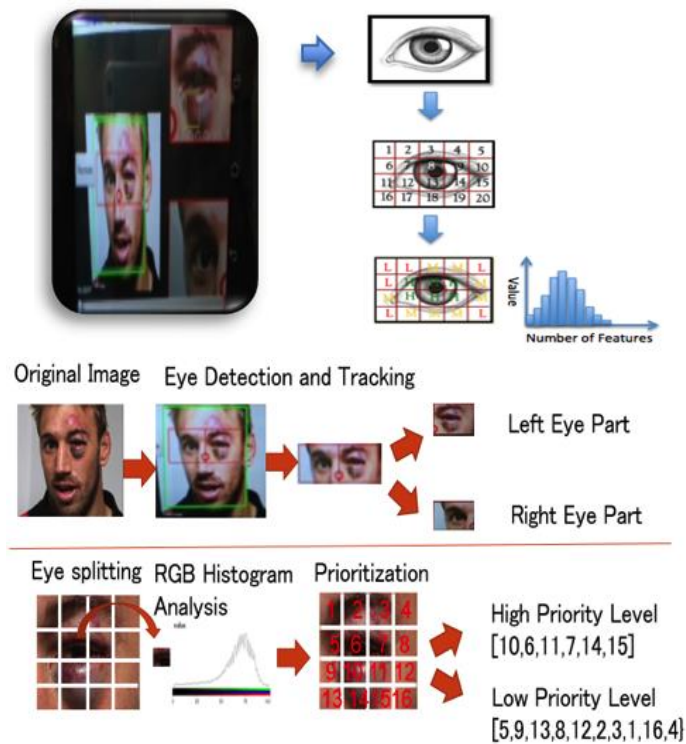 1 2 3 4 5
6 7 8 9 10
11 12 13 14 15
16 17 18 19 20
L L M M L
L H H
H H H
L M M M L
Value
Number of Features
Original Image
Eye Detection and Tracking
Left Eye Part
Right Eye Part
Eye splitting
RGB Histogram
Analysis
Prioritization
value
1 2 3 4
5 6 7 8
9 10 11 12
13 14 15 16
High Priority Level
[10,6,11,7,14,15]
Low Priority Level
[5,9,13,8,12,2,3,1,16,4}